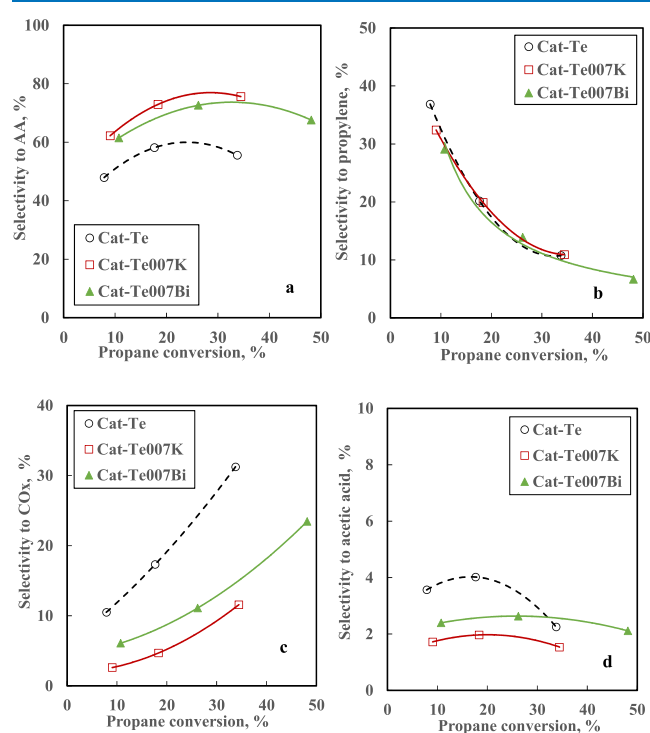 100
80
60
40
20
0
Selectivity to AA, %
Cat-Te
Cat-Te007K
Cat-Te007Bi
a
0 10 20 30 40 50
Propane conversion, %
50
40
30
20
10
0
Selectivity to propylene, %
Cat-Te
Cat-Te007K
Cat-Te007Bi
b
0 10 20 30 40 50
Propane conversion, %
40
30
20
10
0
Selectivity to COx, %
Cat-Te
Cat-Te007K
Cat-Te007Bi
c
0 10 20 30 40 50
Propane conversion, %
10
8
6
4
2
0
Selectivity to acetic acid, %
Cat-Te
Cat-Te007K
Cat-Te007Bi
d
0 10 20 30 40 50
Propane conversion, %